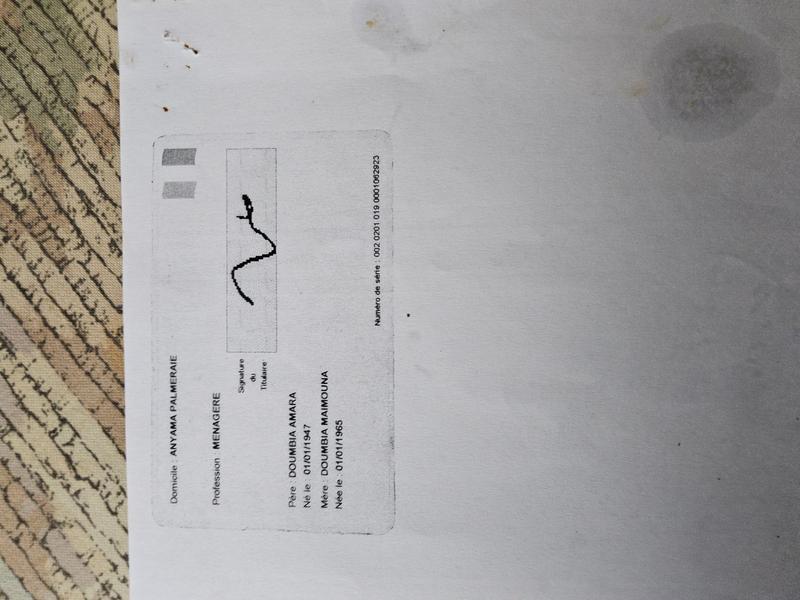 Domicile : ANYAMA PALMERAIE
Profession : MENAGERE
Signature
du
Titulaire
Père : DOUMBIA AMARA
Né le : 01/01/1947
Mère : DOUMBIA MAIMOUNA
Née le : 01/01/1965
Numéro de série : 002 0201 019 0001062923